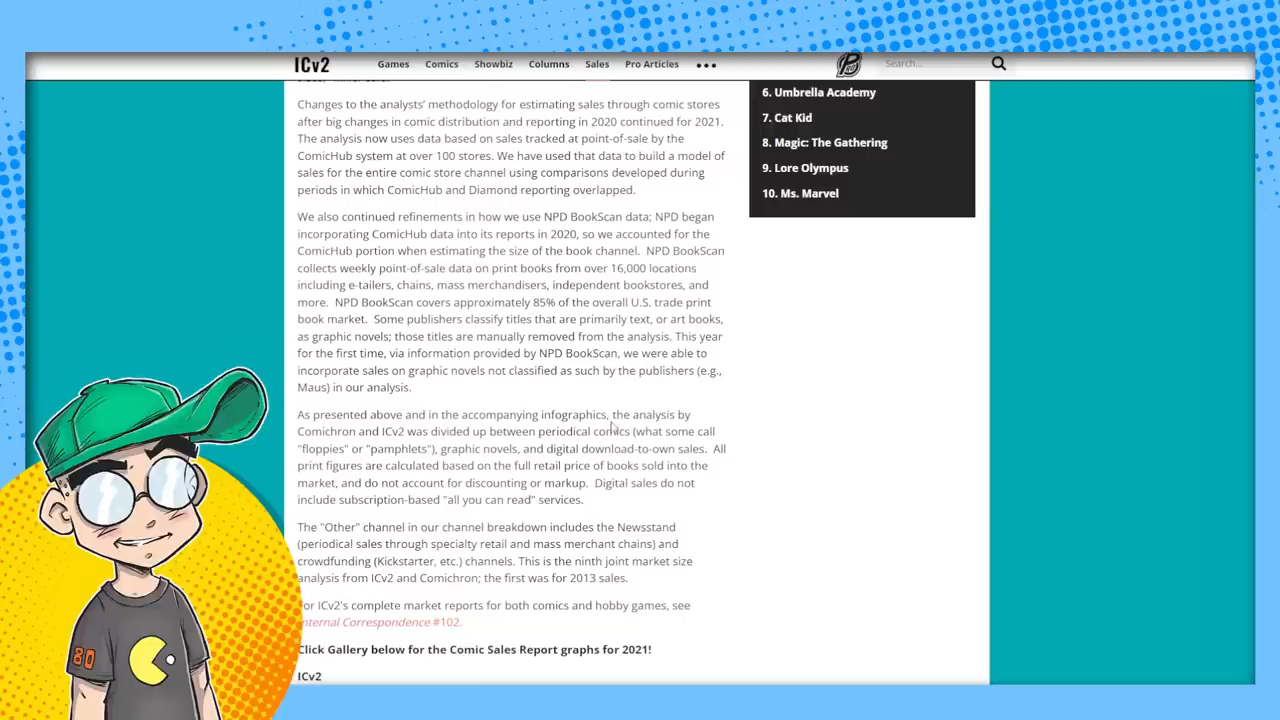 ICv2
Games
Comics
Showbiz
Columns
Sales
Pro Articles
PRO
Search...
Changes to the analysts' methodology for estimating sales through comic stores
after big changes in comic distribution and reporting in 2020 continued for 2021.
The analysis now uses data based on sales tracked at point-of-sale by the
ComicHub system at over 100 stores. We have used that data to build a model of
sales for the entire comic store channel using comparisons developed during
periods in which ComicHub and Diamond reporting overlapped.
We also continued refinements in how we use NPD BookScan data; NPD began
incorporating ComicHub data into its reports in 2020, so we accounted for the
ComicHub portion when estimating the size of the book channel.  NPD BookScan
collects weekly point-of-sale data on print books from over 16,000 locations
including e-tailers, chains, mass merchandisers, independent bookstores, and
more.  NPD BookScan covers approximately 85% of the overall U.S. trade print
book market.  Some publishers classify titles that are primarily text, or art books,
as graphic novels; those titles are manually removed from the analysis. This year
for the first time, via information provided by NPD BookScan, we were able to
incorporate sales on graphic novels not classified as such by the publishers (e.g.,
Maus) in our analysis.
As presented above and in the accompanying infographics, the analysis by
Comichron and ICv2 was divided up between periodical comics (what some call
"floppies" or "pamphlets"), graphic novels, and digital download-to-own sales.  All
print figures are calculated based on the full retail price of books sold into the
market, and do not account for discounting or markup.  Digital sales do not
include subscription-based "all you can read" services.
The "Other" channel in our channel breakdown includes the Newsstand
(periodical sales through specialty retail and mass merchant chains) and
crowdfunding (Kickstarter, etc.) channels. This is the ninth joint market size
analysis from ICv2 and Comichron; the first was for 2013 sales.
or ICv2's complete market reports for both comics and hobby games, see
nternal Correspondence #102.
Click Gallery below for the Comic Sales Report graphs for 2021!
ICv2
6. Umbrella Academy
7. Cat Kid
8. Magic: The Gathering
9. Lore Olympus
10. Ms. Marvel
80